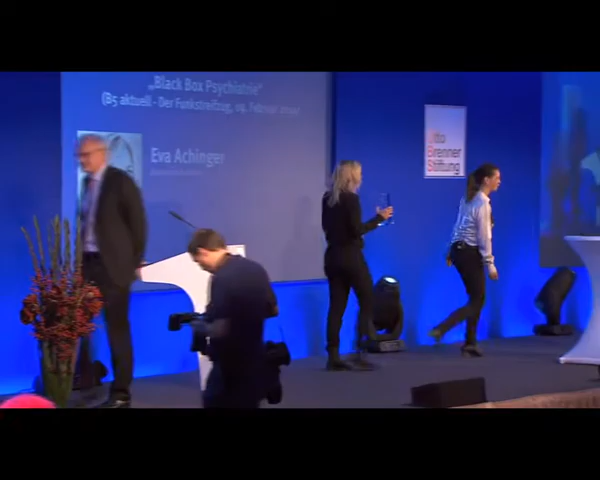 „Black Box Psychiatrie"
(B5 aktuell - Der Funkstreifzug, 09. Februar
Eva Achinger
Otto
Brenner
Stiftung